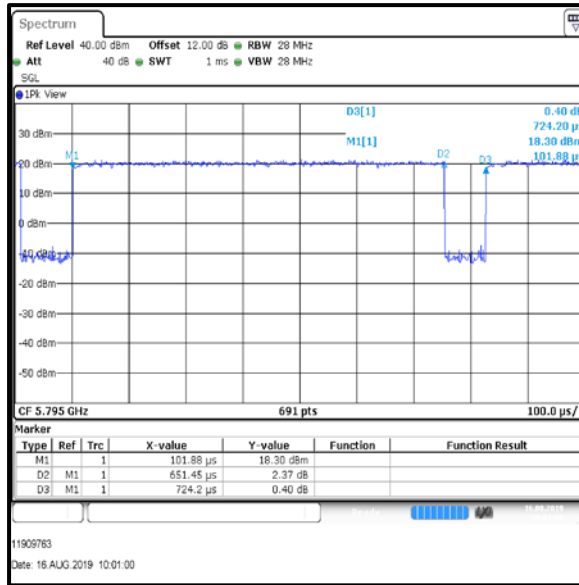 Spectrum
Ref Level 40.00 dBm Offset 12.00 dB RBW 28 MHz
Att 40 dB SWT 1 ms VBW 28 MHz
SGL
1Pk View
D3[1] 0.40 dB
724.20 µs
M1[1] 18.30 dBm
101.88 µs
30 dBm
M1 D2 D3
20 dBm
10 dBm
0 dBm
-10 dBm
-20 dBm
-30 dBm
-40 dBm
-50 dBm
CF 5.795 GHz 691 pts 100.0 µs/
Marker
Type Ref Trc X-value Y-value Function Function Result
M1 1 101.88 µs 18.30 dBm
D2 M1 1 651.45 µs 2.37 dB
D3 M1 1 724.2 µs 0.40 dB
11909763
Date: 16.AUG.2019 10:01:00